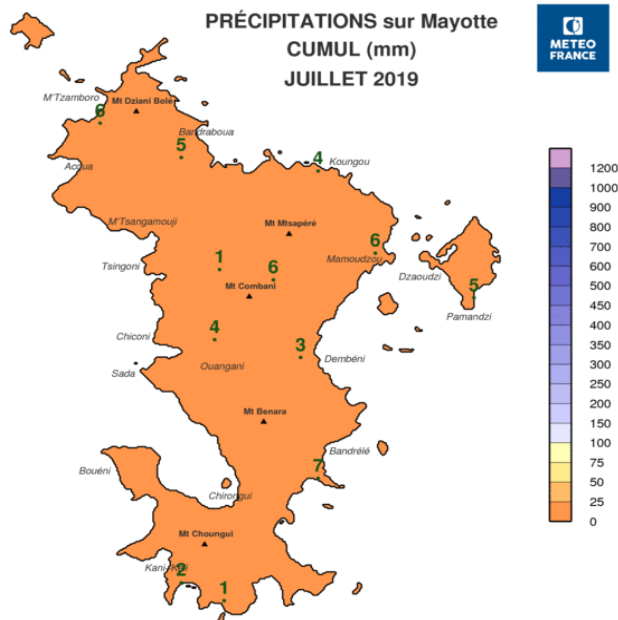 PRÉCIPITATIONS sur Mayotte
CUMUL (mm)
JUILLET 2019
METEO
FRANCE
M'Tzamboro
Mt Dziani Bolé
6
Bandraboua
5
4
Koungou
Acoua
M'Tsangamouji
Mt Mtsapéré
6
Mamoudzou
Tsingoni
1
6
Dzaoudzi
Mt Combani
5
Pamandzi
4
Chiconi
3
Ouangani
Dembéni
Sada
Mt Benara
Bandrélé
7
Bouéni
Chirongui
Mt Choungui
Kani-Kéli
2
1
1200
1000
900
800
700
600
500
450
400
350
300
250
200
150
100
75
50
25
0